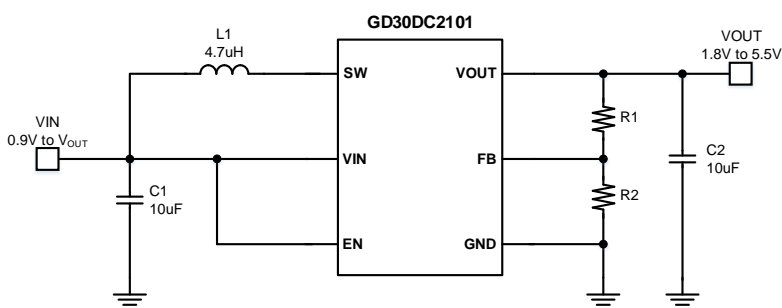 GD30DC2101
L1
4.7uH
SW
VOUT
VOUT
1.8V to 5.5V
R1
VIN
0.9V to VOUT
VIN
FB
C1
10uF
C2
10uF
R2
EN
GND